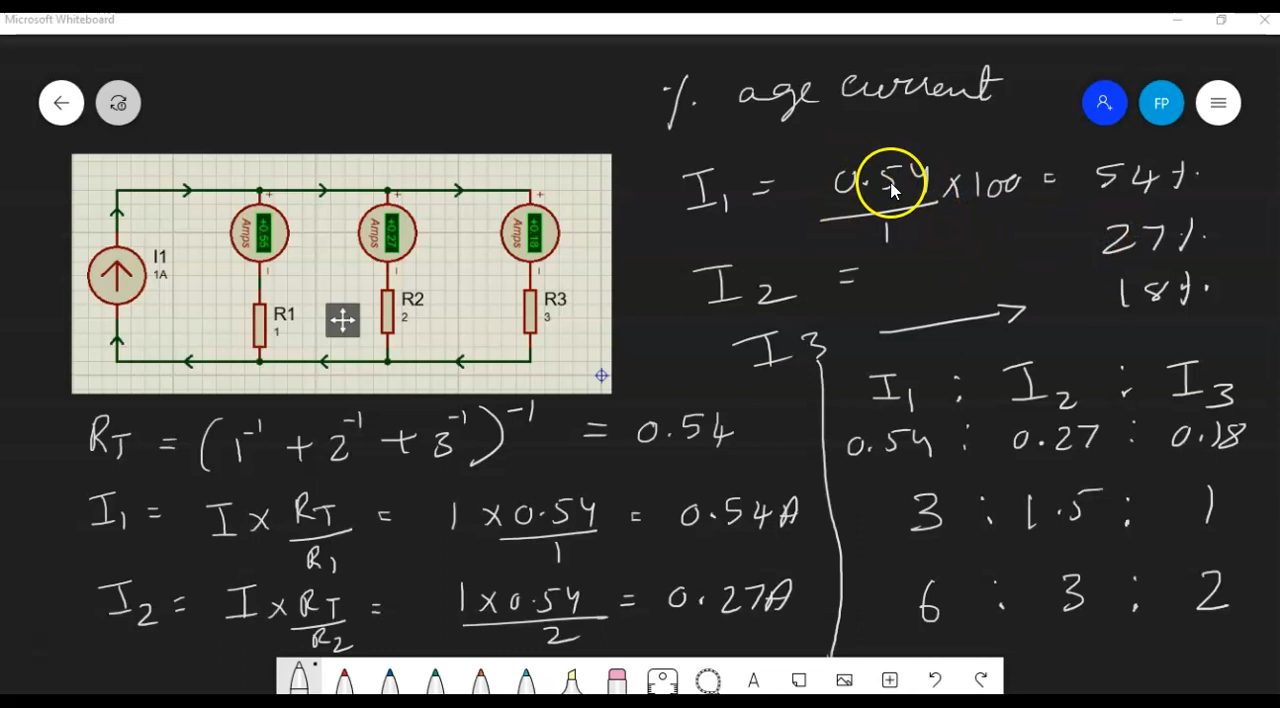 Microsoft Whiteboard
FP
% age current
I1 = 0.54/1 × 100 = 54%.
27%.
I2 =
18%.
I3
I1
1A
Amps
+0.55
Amps
+0.27
Amps
+0.18
R1
1
R2
2
R3
3
I1 : I2 : I3
0.54 : 0.27 : 0.18
3 : 1.5 : 1
6 : 3 : 2
RT = (1⁻¹ + 2⁻¹ + 3⁻¹)⁻¹ = 0.54
I1 = I × RT/R1 = 1 × 0.54/1 = 0.54A
I2 = I × RT/R2 = 1 × 0.54/2 = 0.27A
A